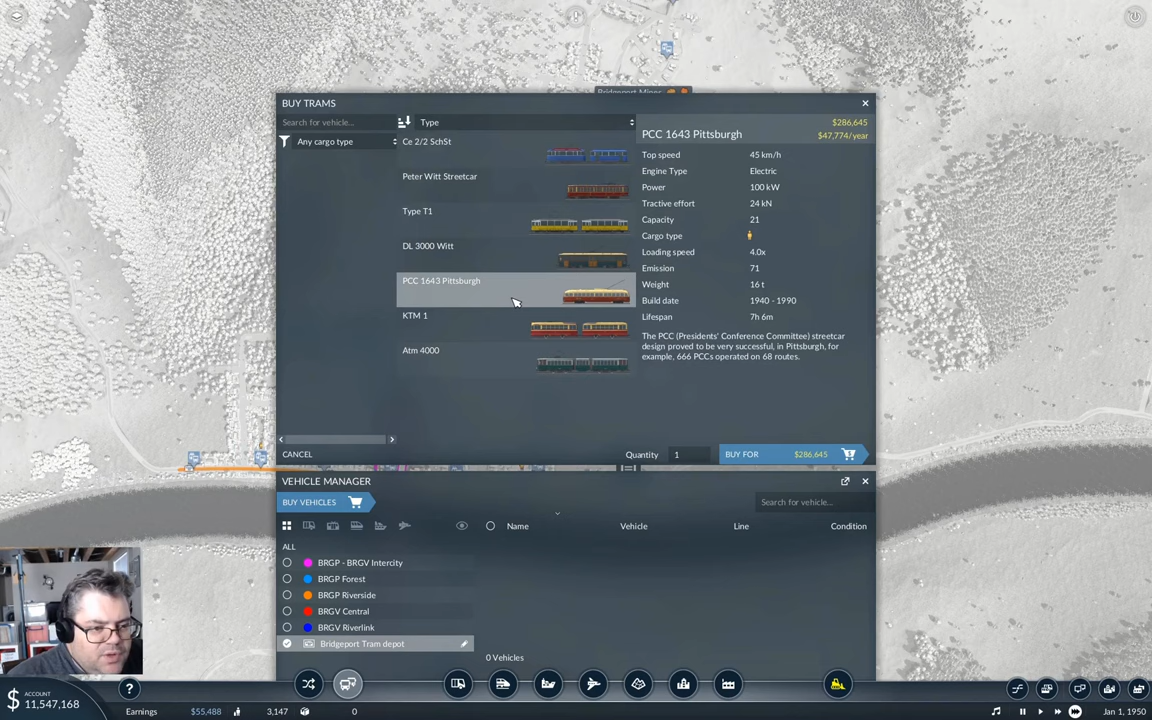 BUY TRAMS
Search for vehicle...
Type
Any cargo type
Ce 2/2 SchSt
Peter Witt Streetcar
Type T1
DL 3000 Witt
PCC 1643 Pittsburgh
KTM 1
Atm 4000
$286,645
PCC 1643 Pittsburgh
$47,774/year
Top speed 45 km/h
Engine Type Electric
Power 100 kW
Tractive effort 24 kN
Capacity 21
Cargo type
Loading speed 4.0x
Emission 71
Weight 16 t
Build date 1940 - 1990
Lifespan 7h 6m
The PCC (Presidents' Conference Committee) streetcar
design proved to be very successful, in Pittsburgh, for
example, 666 PCCs operated on 68 routes.
CANCEL
Quantity 1
BUY FOR $286,645
VEHICLE MANAGER
BUY VEHICLES
Search for vehicle...
Name Vehicle Line Condition
ALL
BRGP - BRGV Intercity
BRGP Forest
BRGP Riverside
BRGV Central
BRGV Riverlink
Bridgeport Tram depot
0 Vehicles
$ ACCOUNT
11,547,168
?
Earnings $55,488 3,147 0
Jan 1, 1950